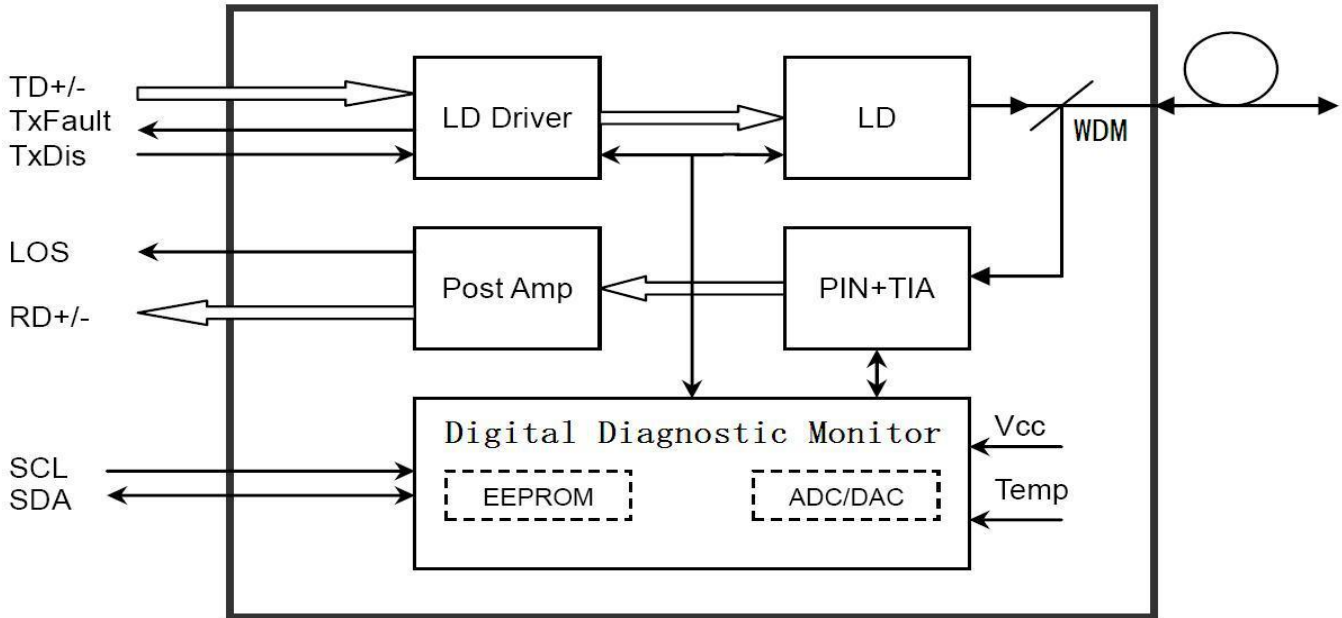 TD+/-
TxFault
TxDis
LD Driver
LD
WDM
LOS
RD+/-
Post Amp
PIN+TIA
Digital Diagnostic Monitor
Vcc
SCL
SDA
EEPROM
ADC/DAC
Temp